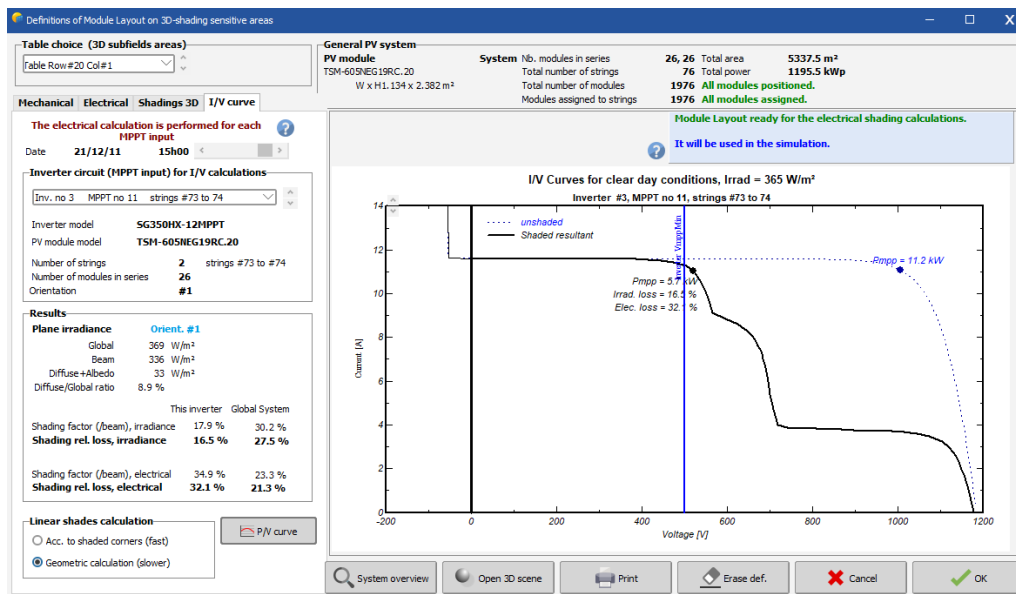 Definitions of Module Layout on 3D-shading sensitive areas
Table choice (3D subfields areas)
Table Row#20 Col#1
General PV system
PV module System Nb. modules in series 26, 26 Total area 5337.5 m²
TSM-605NEG19RC.20 Total number of strings 76 Total power 1195.5 kWp
W x H1.134 x 2.382 m² Total number of modules 1976 All modules positioned.
Modules assigned to strings 1976 All modules assigned.
Mechanical Electrical Shadings 3D I/V curve
The electrical calculation is performed for each
MPPT input
Date 21/12/11 15h00
Inverter circuit (MPPT input) for I/V calculations
Inv. no 3 MPPT no 11 strings #73 to 74
Inverter model SG350HX-12MPPT
PV module model TSM-605NEG19RC.20
Number of strings 2 strings #73 to #74
Number of modules in series 26
Orientation #1
Results
Plane irradiance Orient. #1
Global 369 W/m²
Beam 336 W/m²
Diffuse+Albedo 33 W/m²
Diffuse/Global ratio 8.9 %
This inverter Global System
Shading factor (/beam), irradiance 17.9 % 30.2 %
Shading rel. loss, irradiance 16.5 % 27.5 %
Shading factor (/beam), electrical 34.9 % 23.3 %
Shading rel. loss, electrical 32.1 % 21.3 %
Linear shades calculation
Acc. to shaded corners (fast)
Geometric calculation (slower)
P/V curve
Module Layout ready for the electrical shading calculations.
It will be used in the simulation.
I/V Curves for clear day conditions, Irrad = 365 W/m²
Inverter #3, MPPT no 11, strings #73 to 74
unshaded
Shaded resultant
Inverter VmppMin
Pmpp = 11.2 kW
Pmpp = 5.7 kW
Irrad. loss = 16.5 %
Elec. loss = 32.1 %
Current [A]
14
12
10
8
6
4
2
0
-200 0 200 400 600 800 1000 1200
Voltage [V]
System overview Open 3D scene Print Erase def. Cancel OK